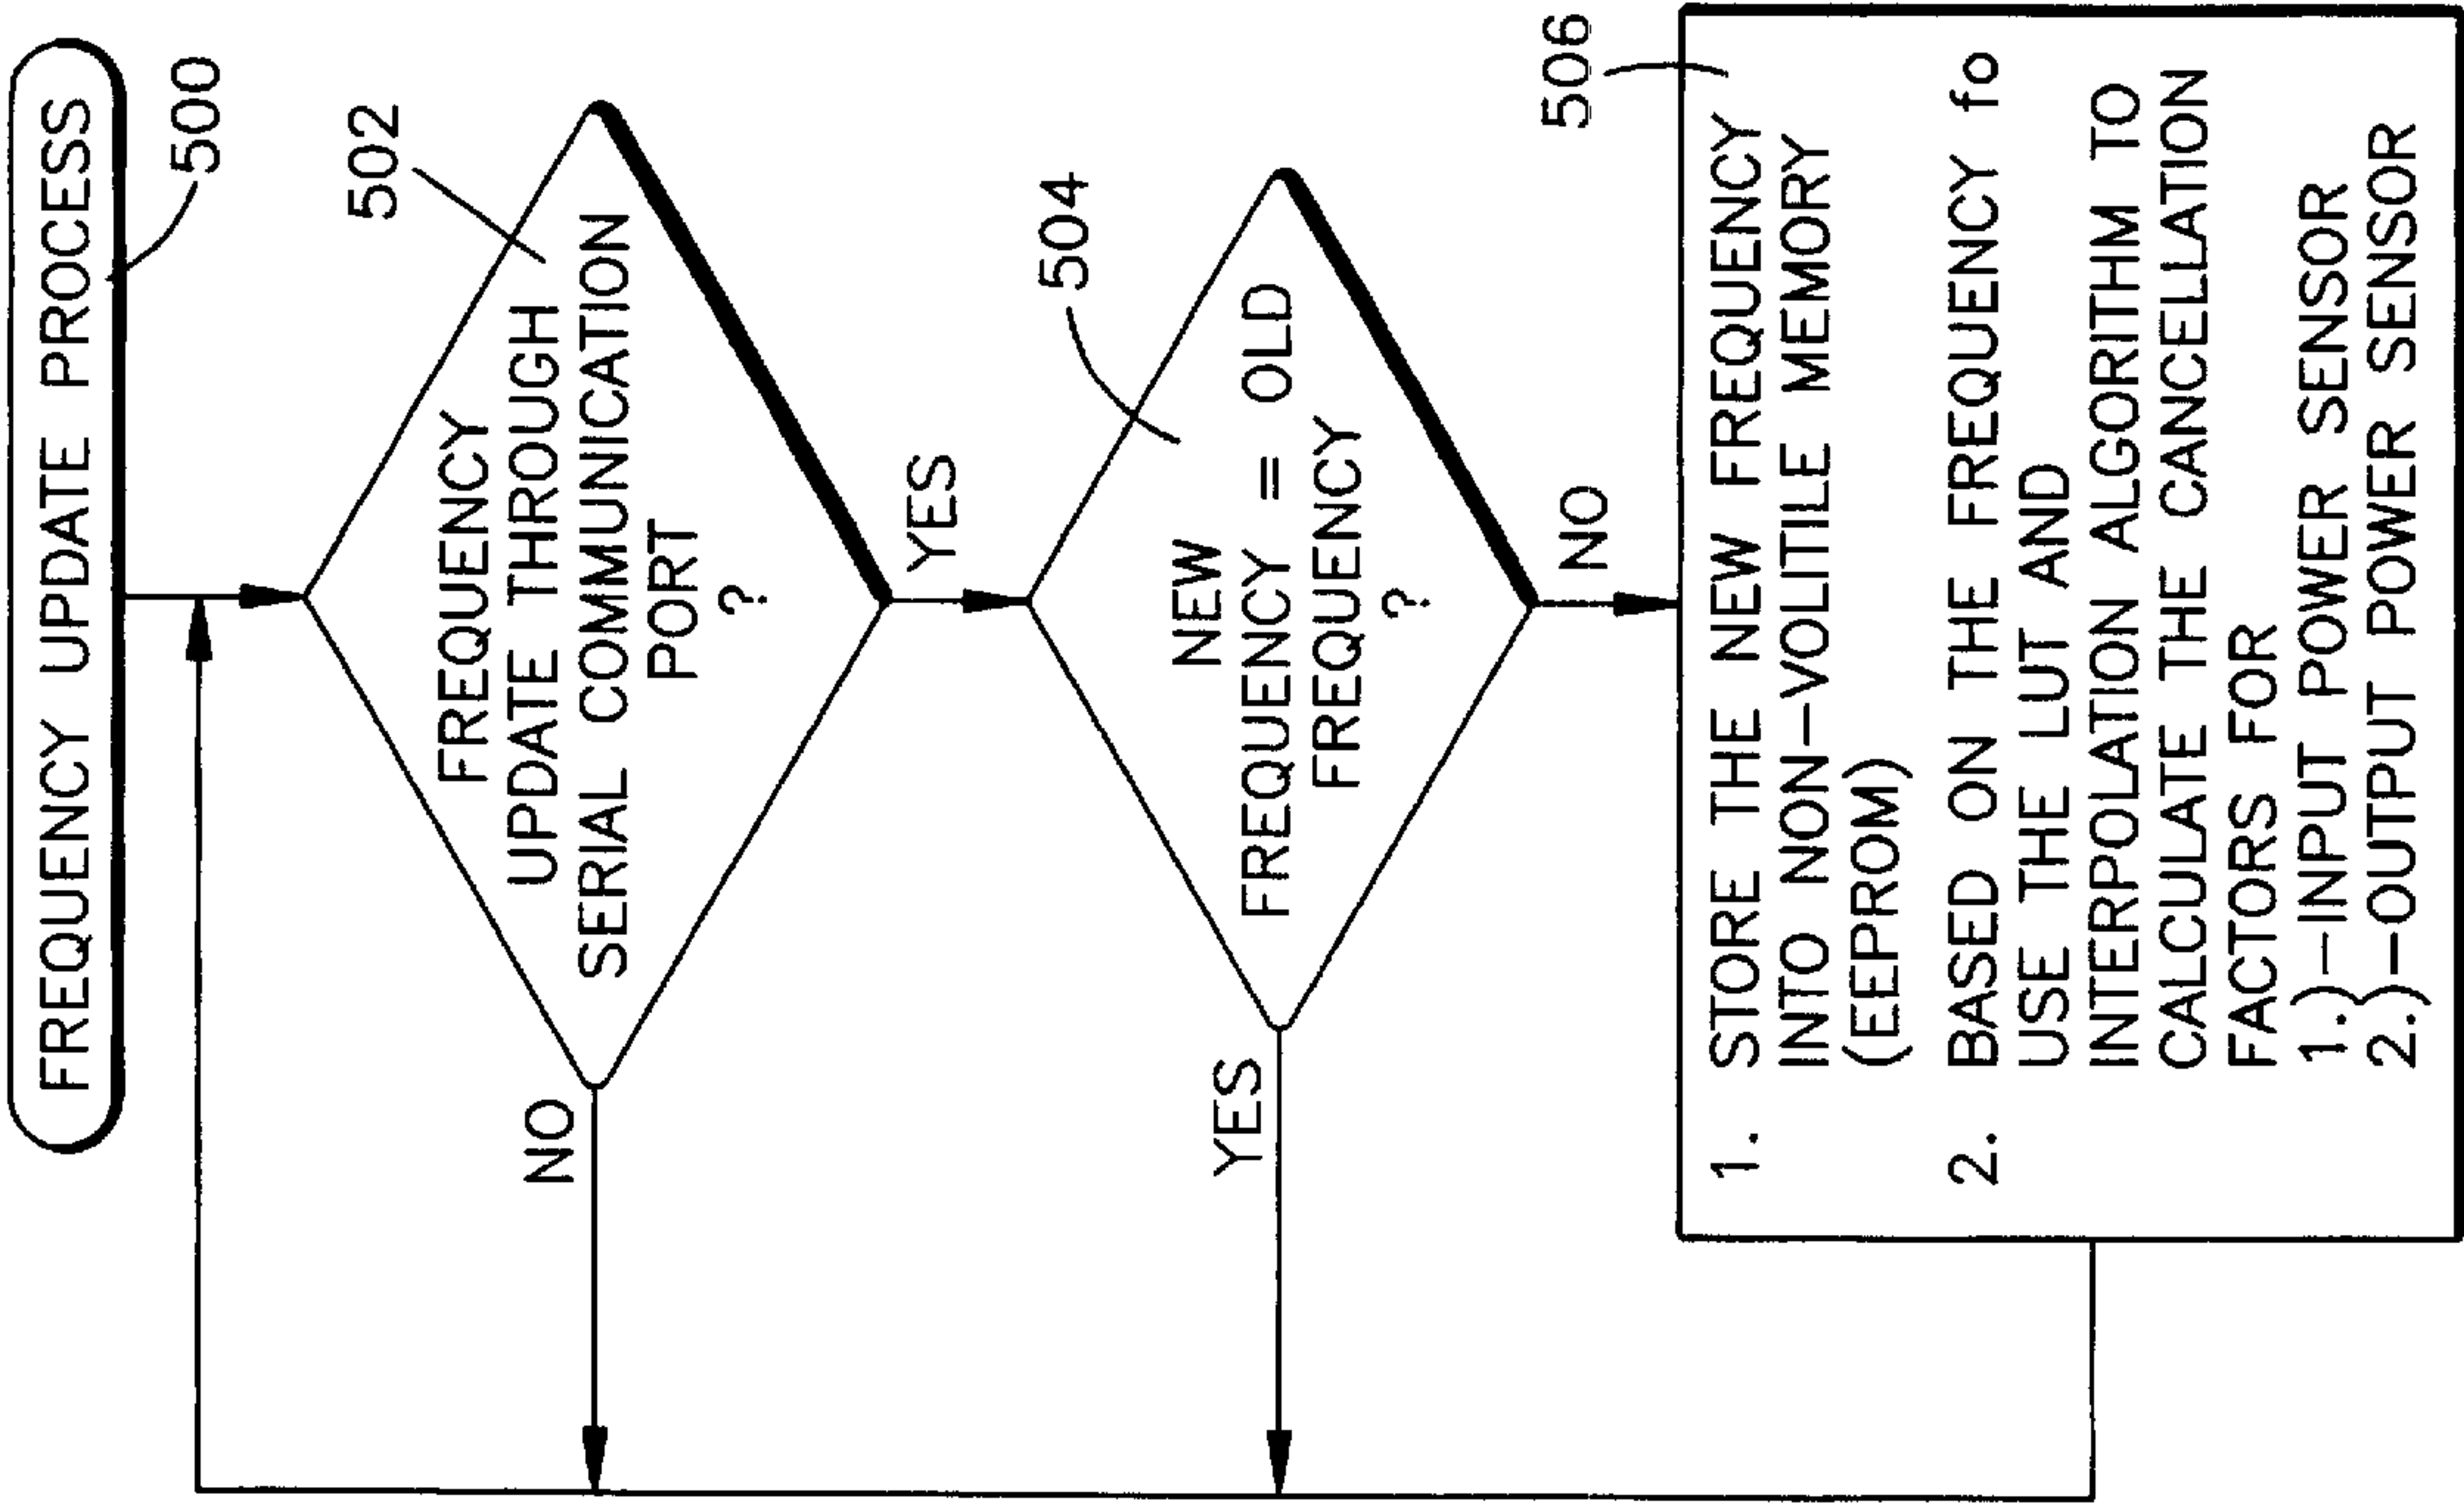 FREQUENCY UPDATE PROCESS
500
502
FREQUENCY
UPDATE THROUGH
SERIAL COMMUNICATION
PORT
?
NO
YES
504
NEW
FREQUENCY = OLD
FREQUENCY
?
YES
NO
506
1. STORE THE NEW FREQUENCY
INTO NON-VOLITILE MEMORY
(EEPROM)
2. BASED ON THE FREQUENCY fo
USE THE LUT AND
INTERPOLATION ALGORITHM TO
CALCULATE THE CANCELLATION
FACTORS FOR
1.)-INPUT POWER SENSOR
2.)-OUTPUT POWER SENSOR